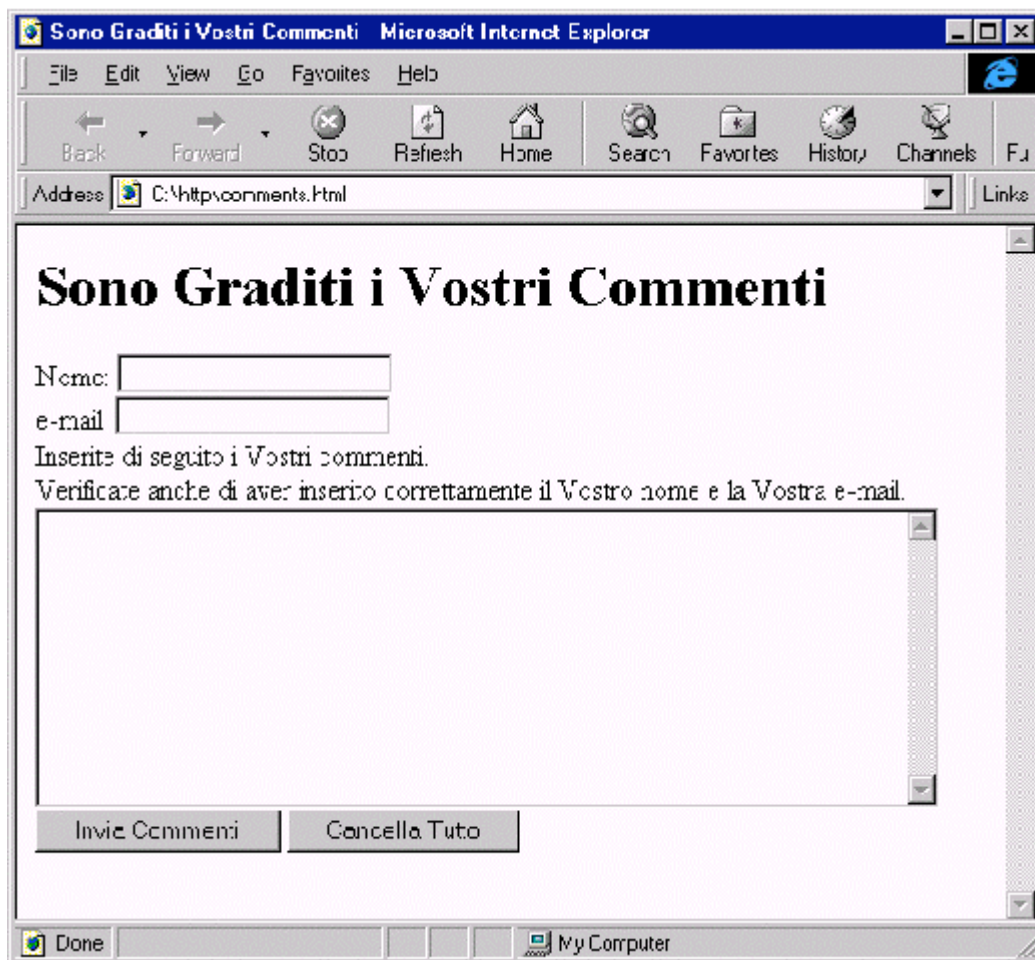 Sono Graditi i Vostri Commenti - Microsoft Internet Explorer
File Edit View Go Favorites Help
Back Forward Stop Refresh Home Search Favorites History Channels Fu
Address C:\http\comments.html Links
Sono Graditi i Vostri Commenti
Nome:
e-mail
Inserite di seguito i Vostri commenti.
Verificate anche di aver inserito correttamente il Vostro nome e la Vostra e-mail.
Invia Commenti Cancella Tutto
Done My Computer